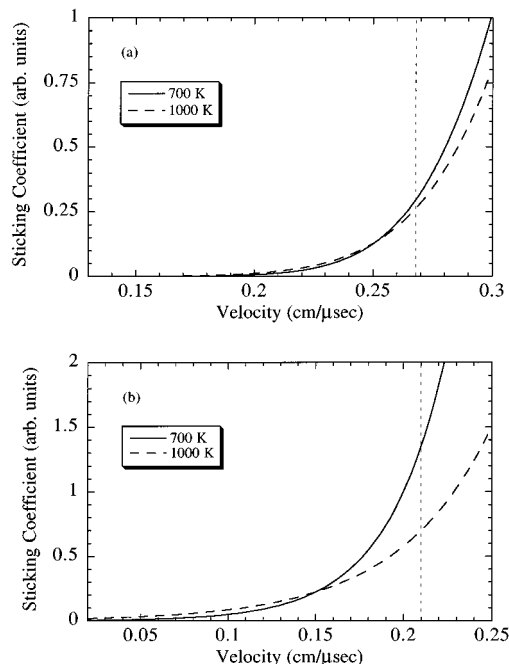 Sticking Coefficient (arb. units)
1
0.75
0.5
0.25
0
(a)
700 K
1000 K
0.15
0.2
0.25
0.3
Velocity (cm/μsec)
Sticking Coefficient (arb. units)
2
1.5
1
0.5
0
(b)
700 K
1000 K
0.05
0.1
0.15
0.2
0.25
Velocity (cm/μsec)